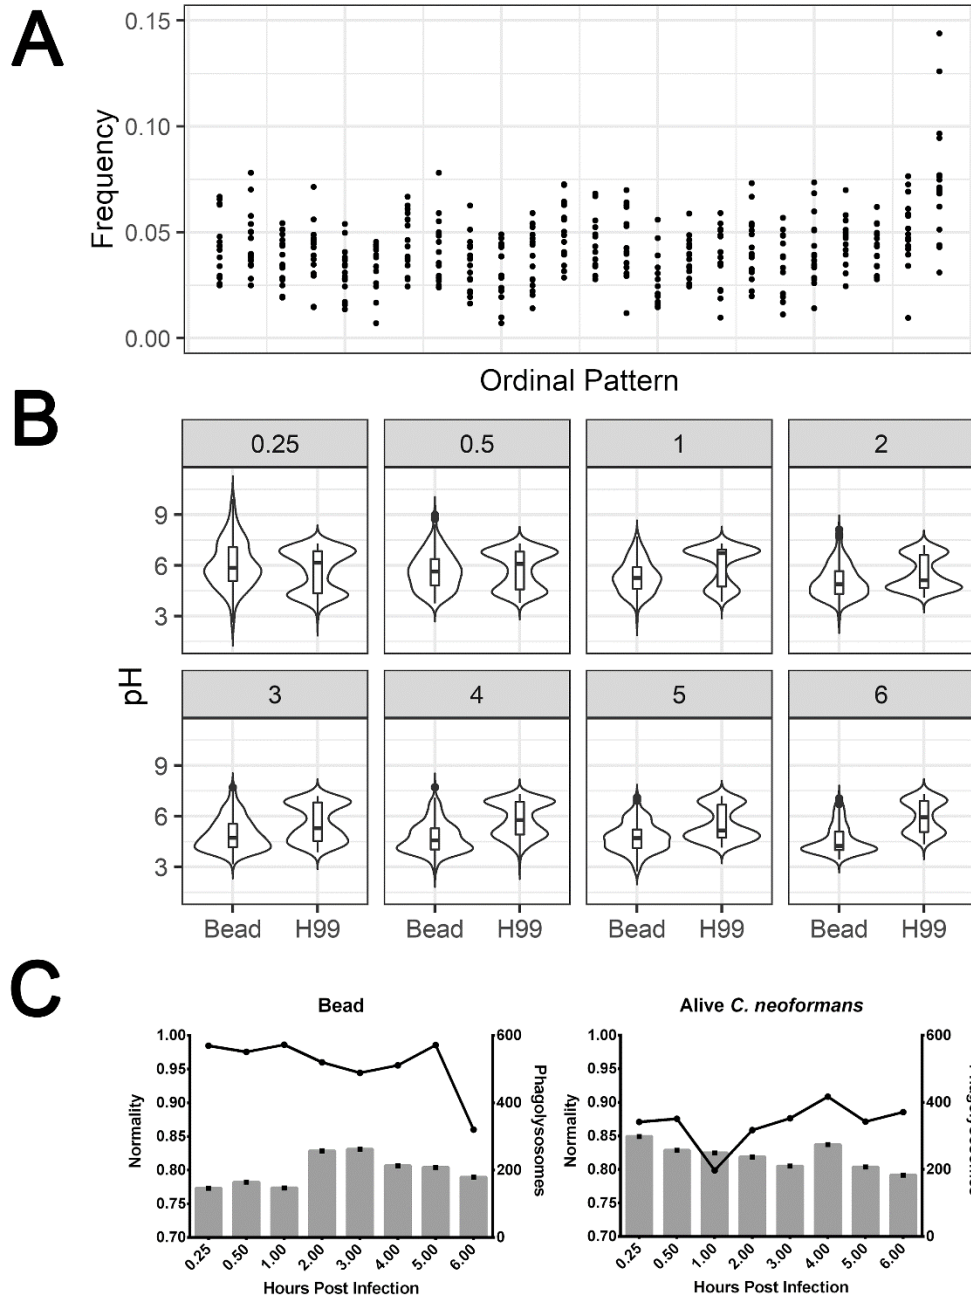 A
0.15
0.10
0.05
0.00
Frequency
Ordinal Pattern
B
0.25 0.5 1 2
9
6
3
pH
3 4 5 6
9
6
3
Bead H99 Bead H99 Bead H99 Bead H99
C
Bead
1.00
0.95
0.90
0.85
0.80
0.75
0.70
Normality
600
400
200
0
Phagolysosomes
0.25 0.50 1.00 2.00 3.00 4.00 5.00 6.00
Hours Post Infection
Alive C. neoformans
1.00
0.95
0.90
0.85
0.80
0.75
0.70
Normality
600
400
200
0
0.25 0.50 1.00 2.00 3.00 4.00 5.00 6.00
Hours Post Infection